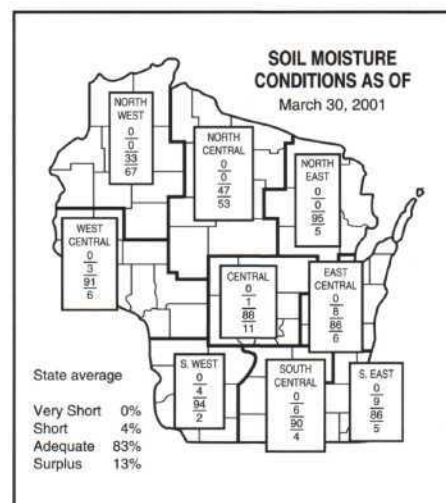 SOIL MOISTURE
CONDITIONS AS OF
March 30, 2001
NORTH
WEST
0
0
33
67
NORTH
CENTRAL
0
0
47
53
NORTH
EAST
0
0
95
5
WEST
CENTRAL
0
3
91
6
CENTRAL
0
1
88
11
EAST
CENTRAL
0
8
86
6
S. WEST
0
4
94
2
SOUTH
CENTRAL
0
6
90
4
S. EAST
0
9
86
5
State average
Very Short 0%
Short 4%
Adequate 83%
Surplus 13%